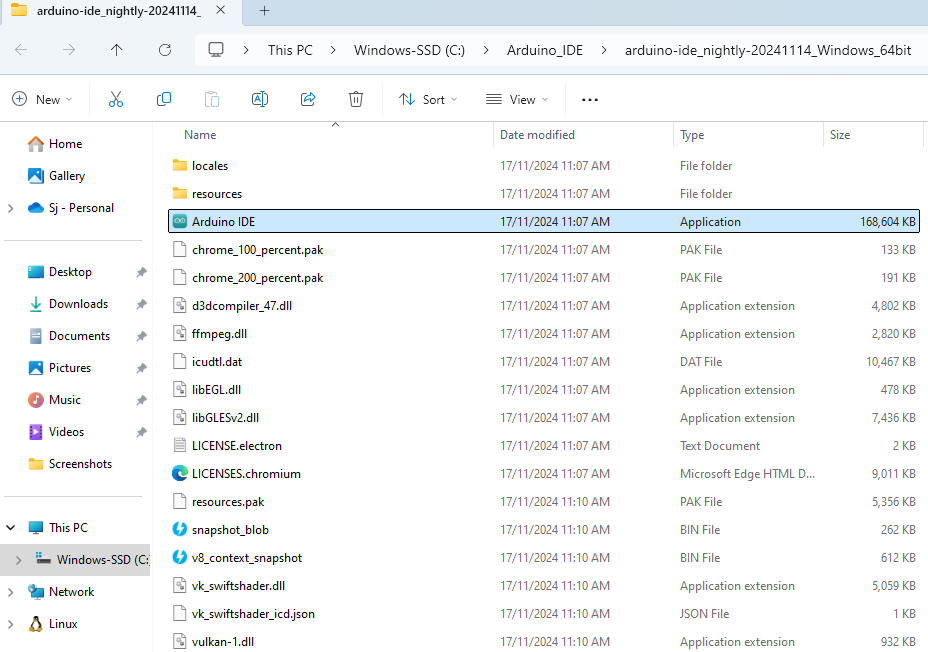 arduino-ide_nightly-20241114_
This PC > Windows-SSD (C:) > Arduino_IDE > arduino-ide_nightly-20241114_Windows_64bit
New Sort View ...
Name Date modified Type Size
Home
Gallery
Sj - Personal
Desktop
Downloads
Documents
Pictures
Music
Videos
Screenshots
This PC
Windows-SSD (C:
Network
Linux
locales 17/11/2024 11:07 AM File folder
resources 17/11/2024 11:07 AM File folder
Arduino IDE 17/11/2024 11:07 AM Application 168,604 KB
chrome_100_percent.pak 17/11/2024 11:07 AM PAK File 133 KB
chrome_200_percent.pak 17/11/2024 11:07 AM PAK File 191 KB
d3dcompiler_47.dll 17/11/2024 11:07 AM Application extension 4,802 KB
ffmpeg.dll 17/11/2024 11:07 AM Application extension 2,820 KB
icudtl.dat 17/11/2024 11:07 AM DAT File 10,467 KB
libEGL.dll 17/11/2024 11:07 AM Application extension 478 KB
libGLESv2.dll 17/11/2024 11:07 AM Application extension 7,436 KB
LICENSE.electron 17/11/2024 11:07 AM Text Document 2 KB
LICENSES.chromium 17/11/2024 11:07 AM Microsoft Edge HTML D... 9,011 KB
resources.pak 17/11/2024 11:10 AM PAK File 5,356 KB
snapshot_blob 17/11/2024 11:10 AM BIN File 262 KB
v8_context_snapshot 17/11/2024 11:10 AM BIN File 612 KB
vk_swiftshader.dll 17/11/2024 11:10 AM Application extension 5,059 KB
vk_swiftshader_icd.json 17/11/2024 11:10 AM JSON File 1 KB
vulkan-1.dll 17/11/2024 11:10 AM Application extension 932 KB